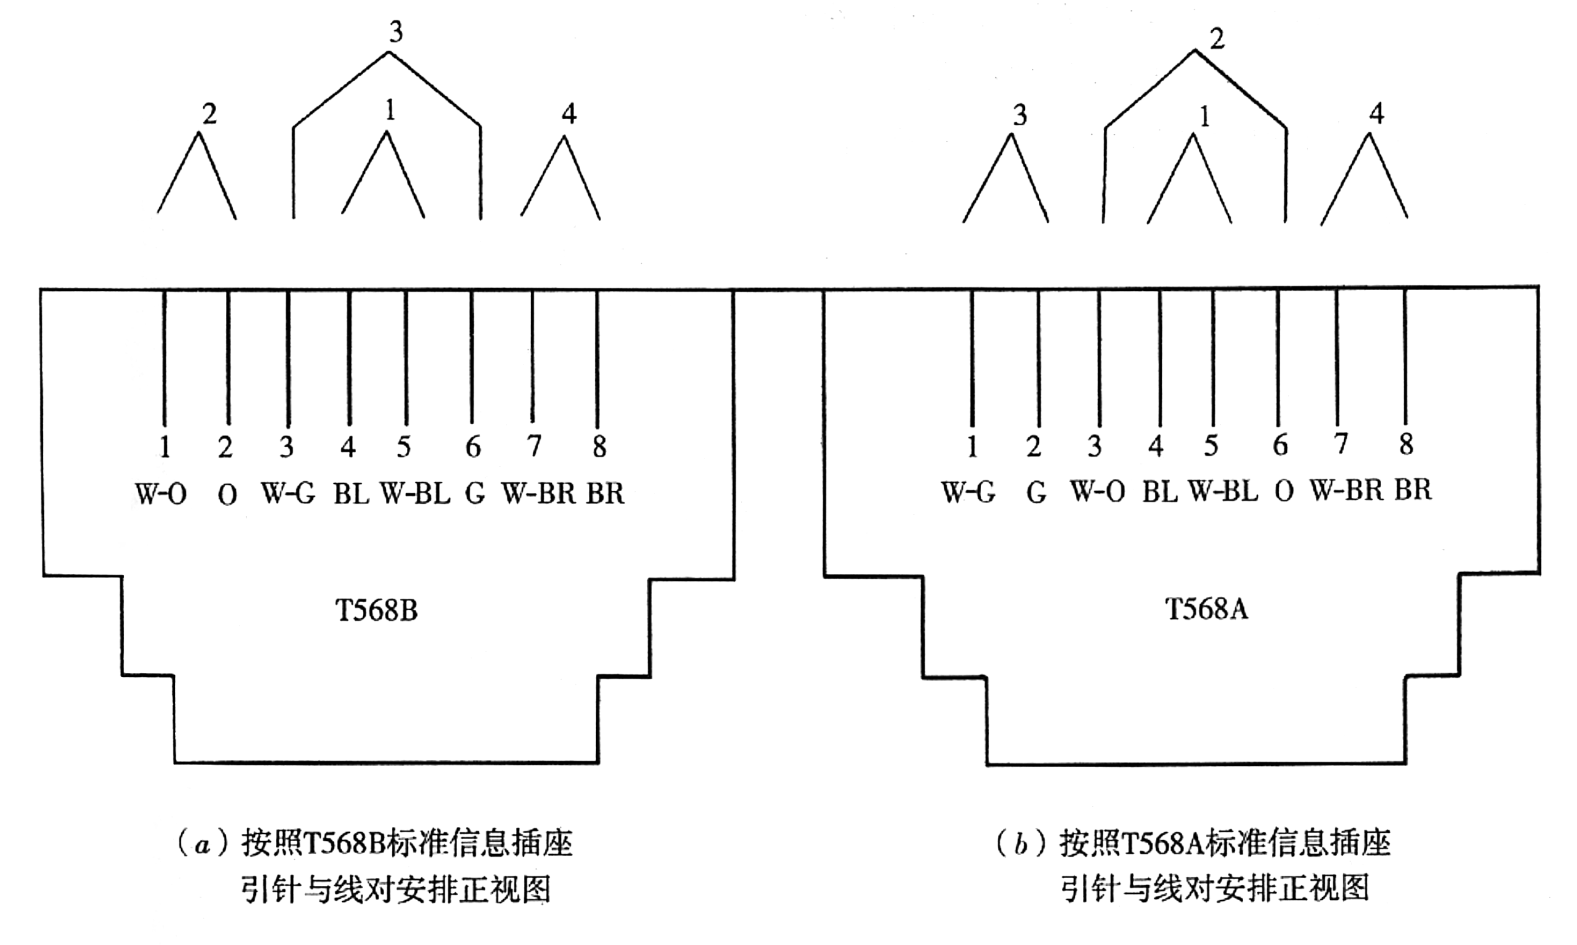 3
2 1 4
1 2 3 4 5 6 7 8
W-O O W-G BL W-BL G W-BR BR
T568B
(a)按照T568B标准信息插座
引针与线对安排正视图
2
3 1 4
1 2 3 4 5 6 7 8
W-G G W-O BL W-BL O W-BR BR
T568A
(b)按照T568A标准信息插座
引针与线对安排正视图